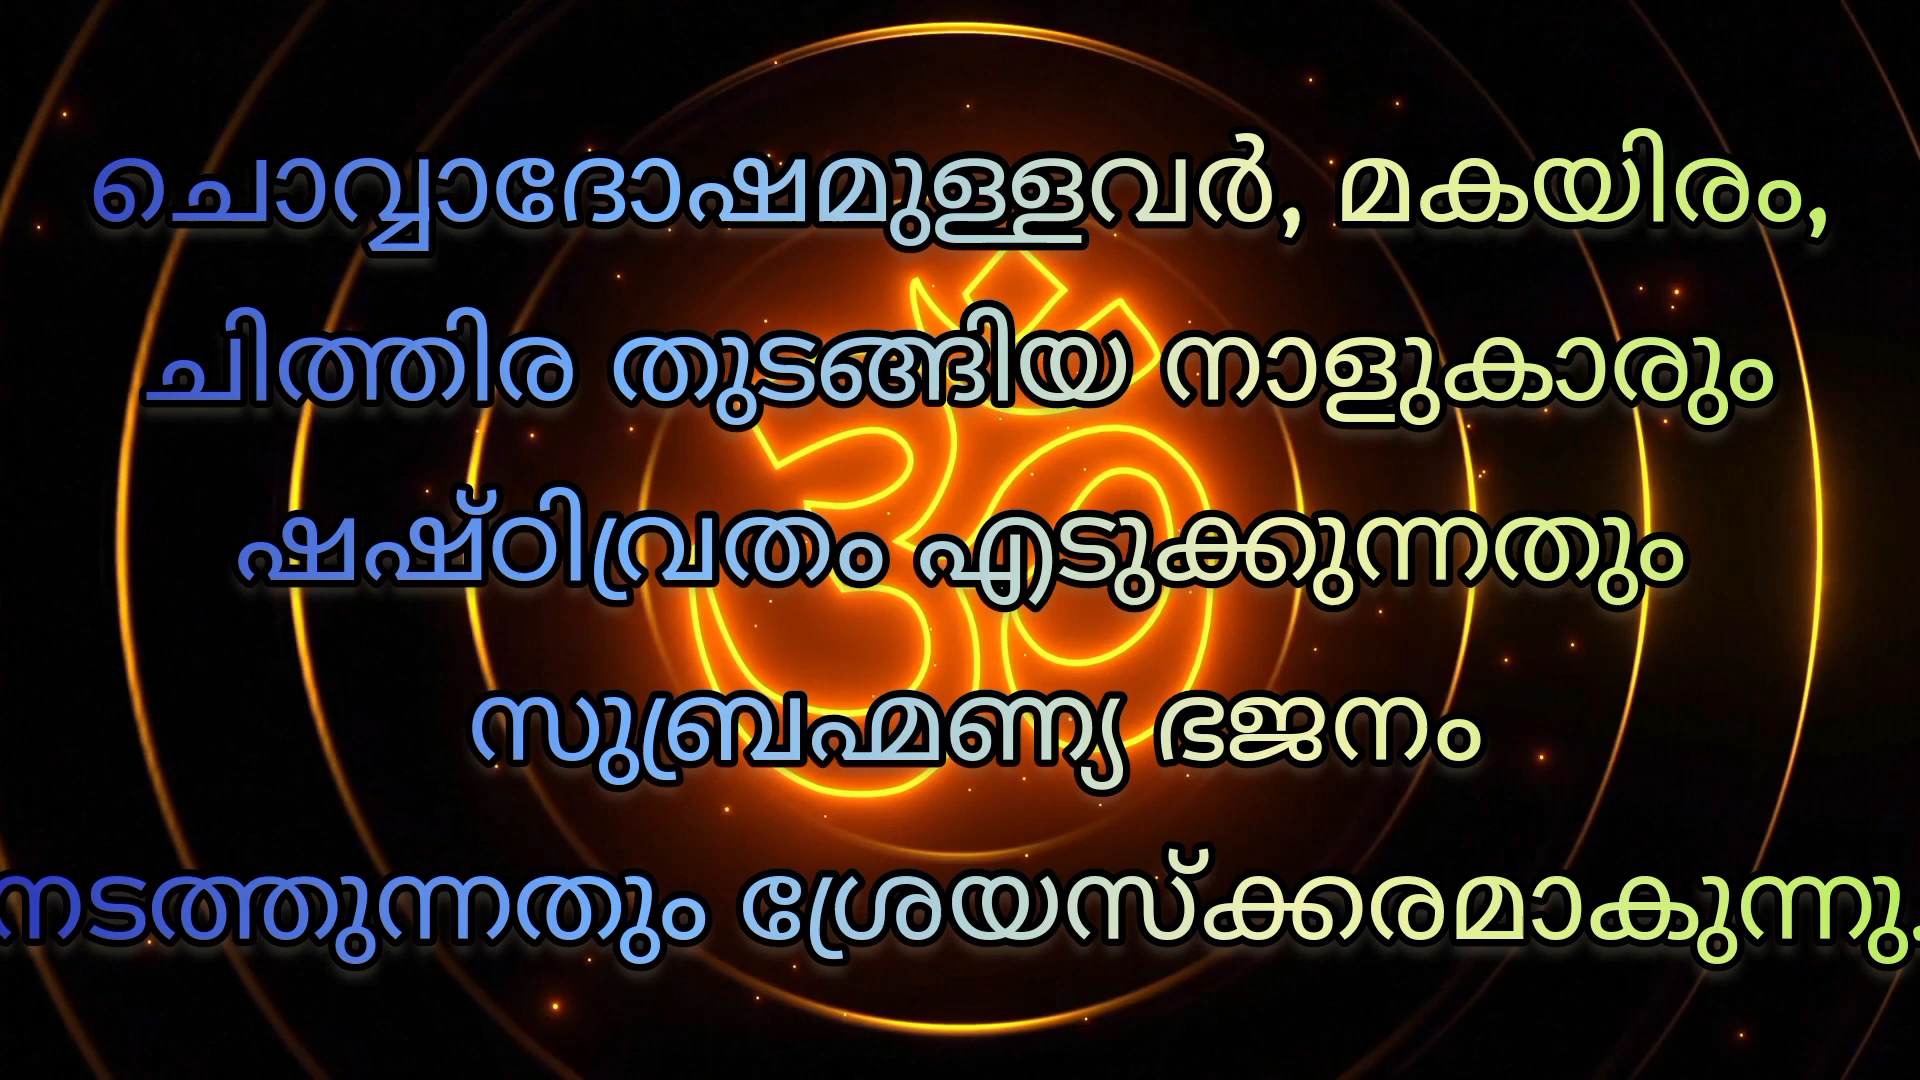 ചൊവ്വാദോഷമുള്ളവർ, മകയിരം,
ചിത്തിര തുടങ്ങിയ നാളുകാരും
ഷഷ്ഠിവ്രതം എടുക്കുന്നതും
സുബ്രഹ്മണ്യ ഭജനം
നടത്തുന്നതും ശ്രേയസ്ക്കരമാകുന്നു.